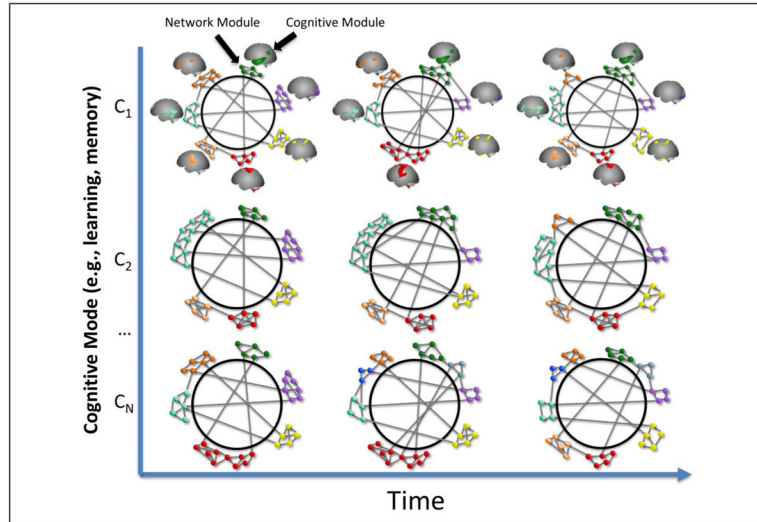 Network Module
Cognitive Module
Cognitive Mode (e.g., learning, memory)
C1
C2
...
CN
Time